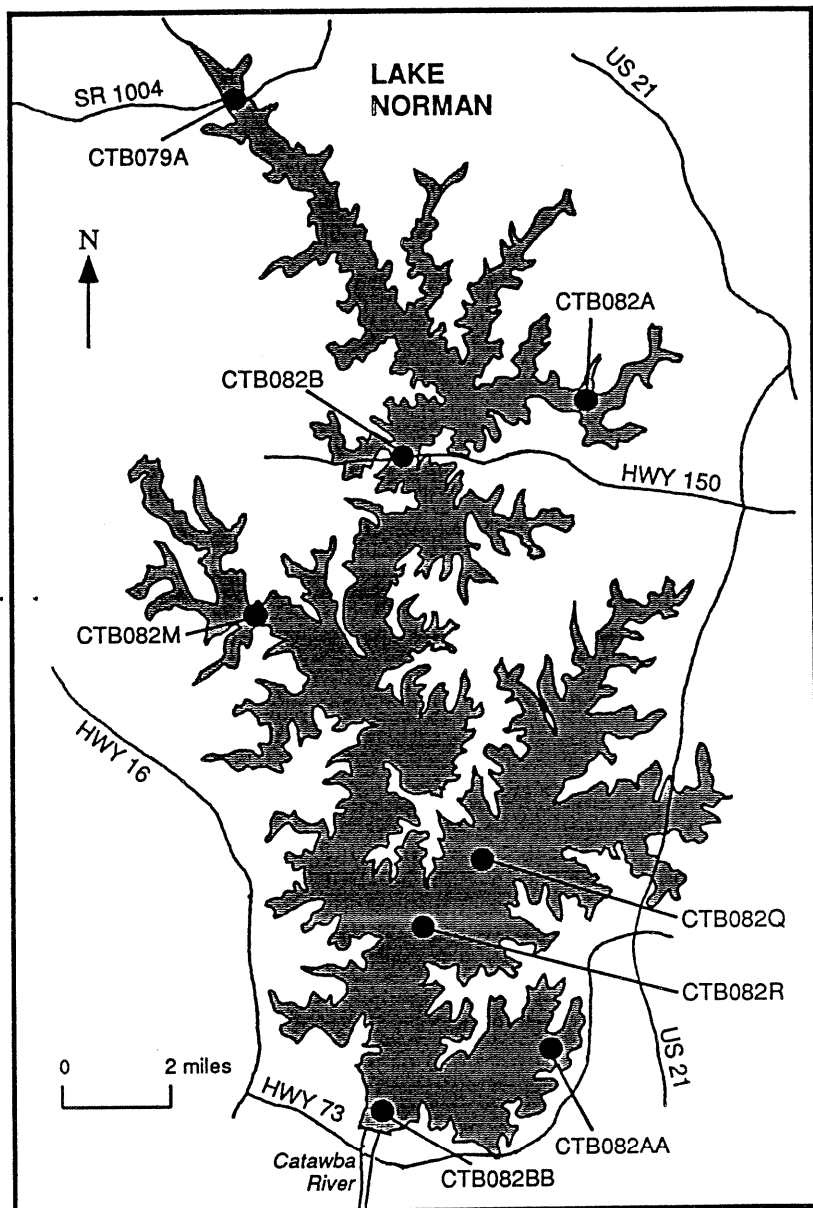 LAKE
NORMAN
US 21
SR 1004
CTB079A
N
CTB082A
CTB082B
HWY 150
CTB082M
HWY 16
CTB082Q
CTB082R
0 2 miles
US 21
HWY 73
CTB082AA
Catawba
River
CTB082BB